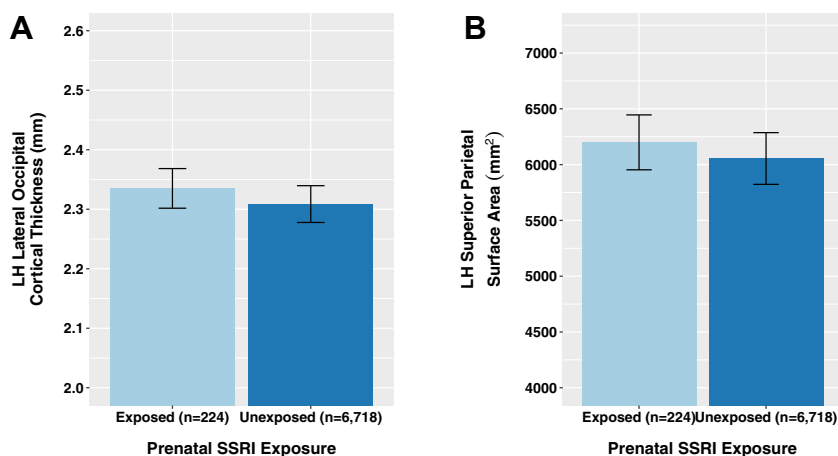 A
LH Lateral Occipital
Cortical Thickness (mm)
2.6
2.5
2.4
2.3
2.2
2.1
2.0
Exposed (n=224)
Unexposed (n=6,718)
Prenatal SSRI Exposure
B
LH Superior Parietal
Surface Area (mm²)
7000
6500
6000
5500
5000
4500
4000
Exposed (n=224)
Unexposed (n=6,718)
Prenatal SSRI Exposure